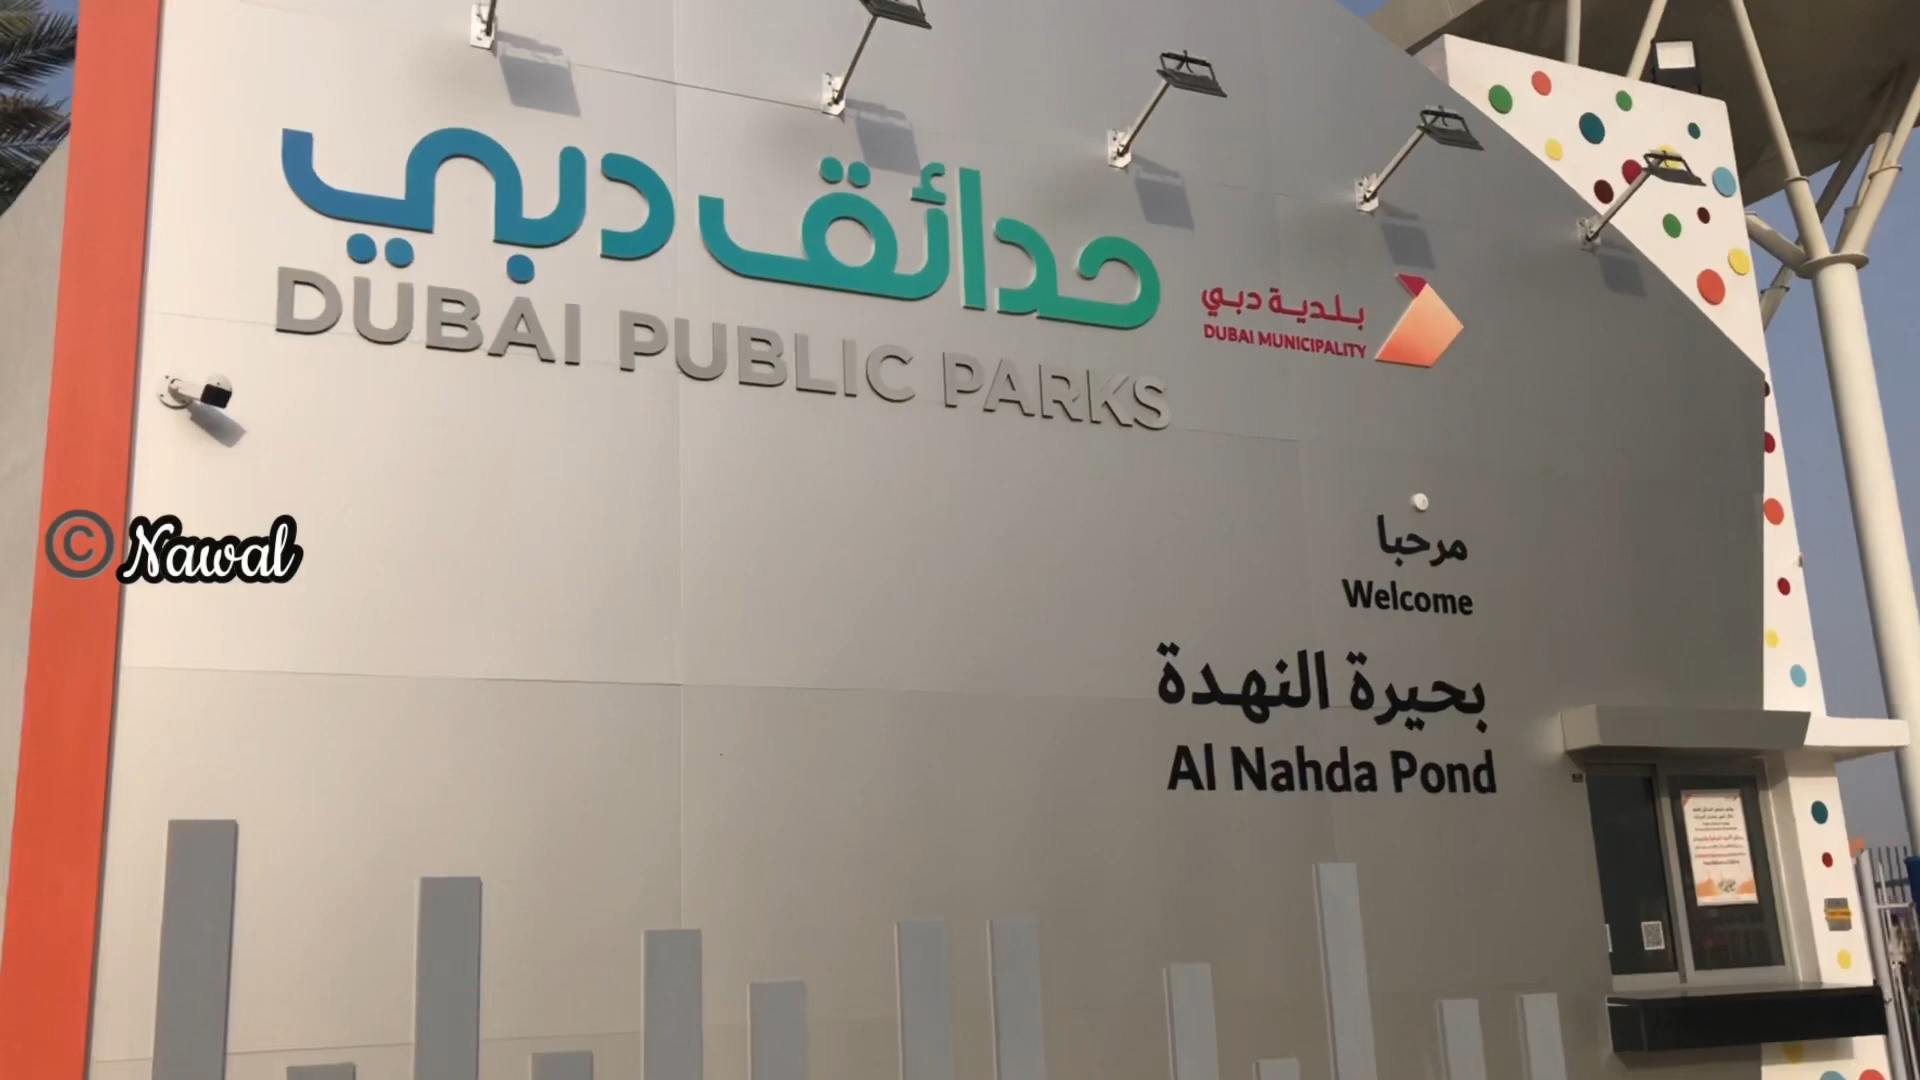 حدائق دبي
DUBAI PUBLIC PARKS
بلدية دبي
DUBAI MUNICIPALITY
© Nawal
مرحبا
Welcome
بحيرة النهدة
Al Nahda Pond